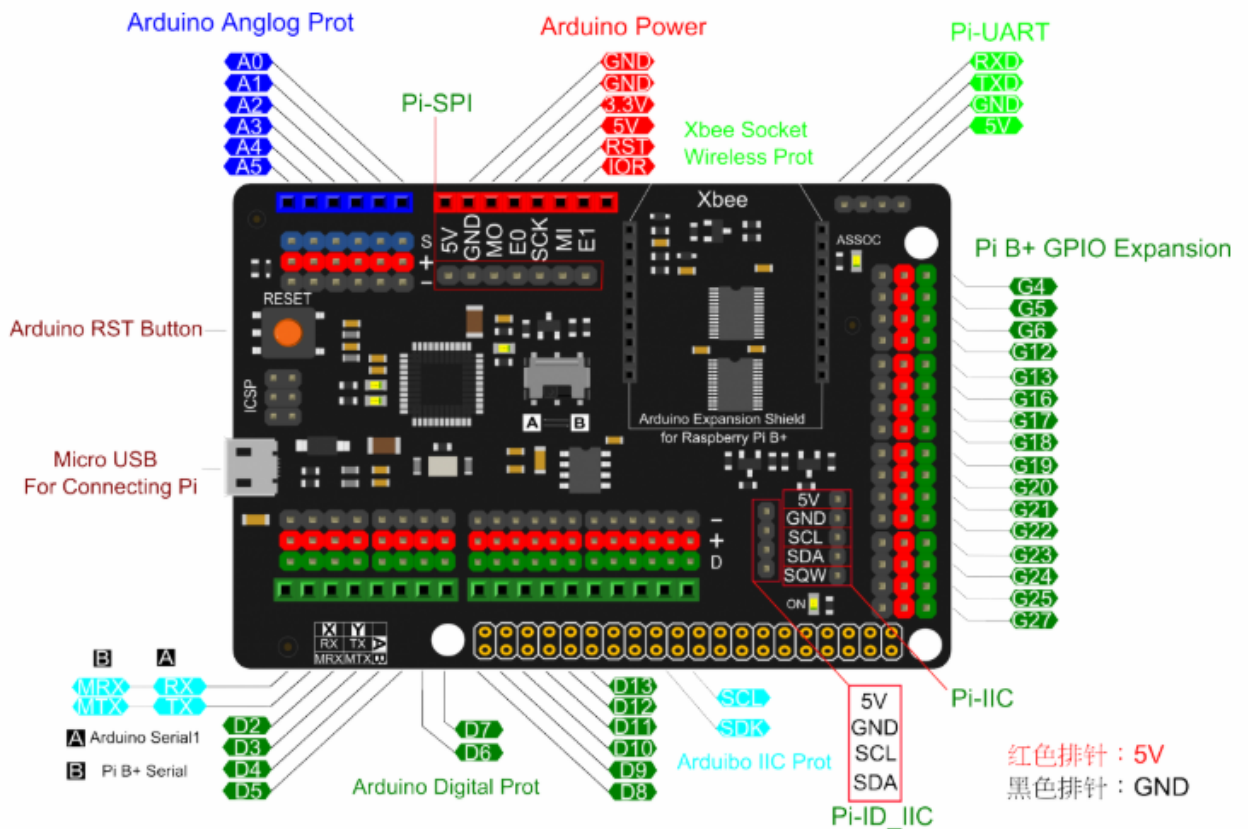 Arduino Anglog Prot
A0
A1
A2
A3
A4
A5
Pi-SPI
Arduino Power
GND
GND
3.3V
5V
RST
IOR
Xbee Socket
Wireless Prot
Pi-UART
RXD
TXD
GND
5V
Xbee
ASSOC
S
+
-
5V
GND
MO
E0
SCK
MI
E1
RESET
Arduino RST Button
ICSP
A B
Arduino Expansion Shield
for Raspberry Pi B+
Micro USB
For Connecting Pi
Pi B+ GPIO Expansion
G4
G5
G6
G12
G13
G16
G17
G18
G19
G20
G21
G22
G23
G24
G25
G27
5V
GND
SCL
SDA
SQW
-
+
D
ON
X Y
RX TX A
MRX MTX B
B A
MRX RX
MTX TX
A Arduino Serial1
B Pi B+ Serial
D2
D3
D4
D5
D7
D6
Arduino Digital Prot
D13
D12
D11
D10
D9
D8
SCL
SDK
Arduibo IIC Prot
5V
GND
SCL
SDA
Pi-ID_IIC
Pi-IIC
红色排针：5V
黑色排针：GND